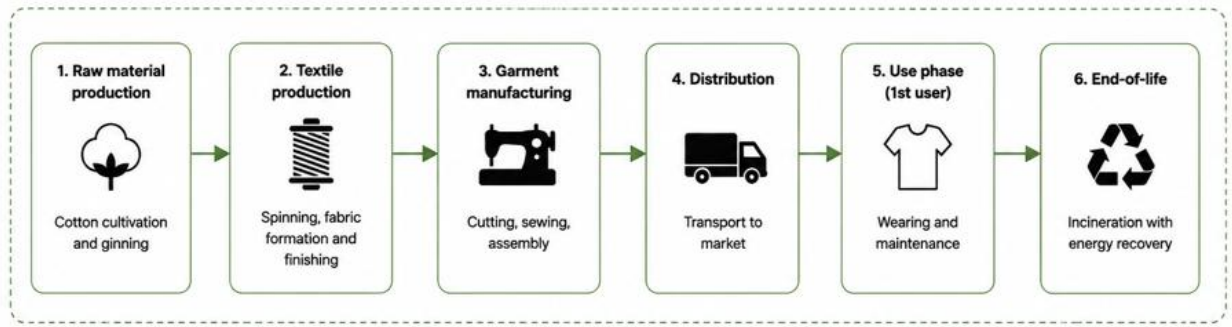 1. Raw material
production
Cotton cultivation
and ginning
2. Textile
production
Spinning, fabric
formation and
finishing
3. Garment
manufacturing
Cutting, sewing,
assembly
4. Distribution
Transport to
market
5. Use phase
(1st user)
Wearing and
maintenance
6. End-of-life
Incineration with
energy recovery